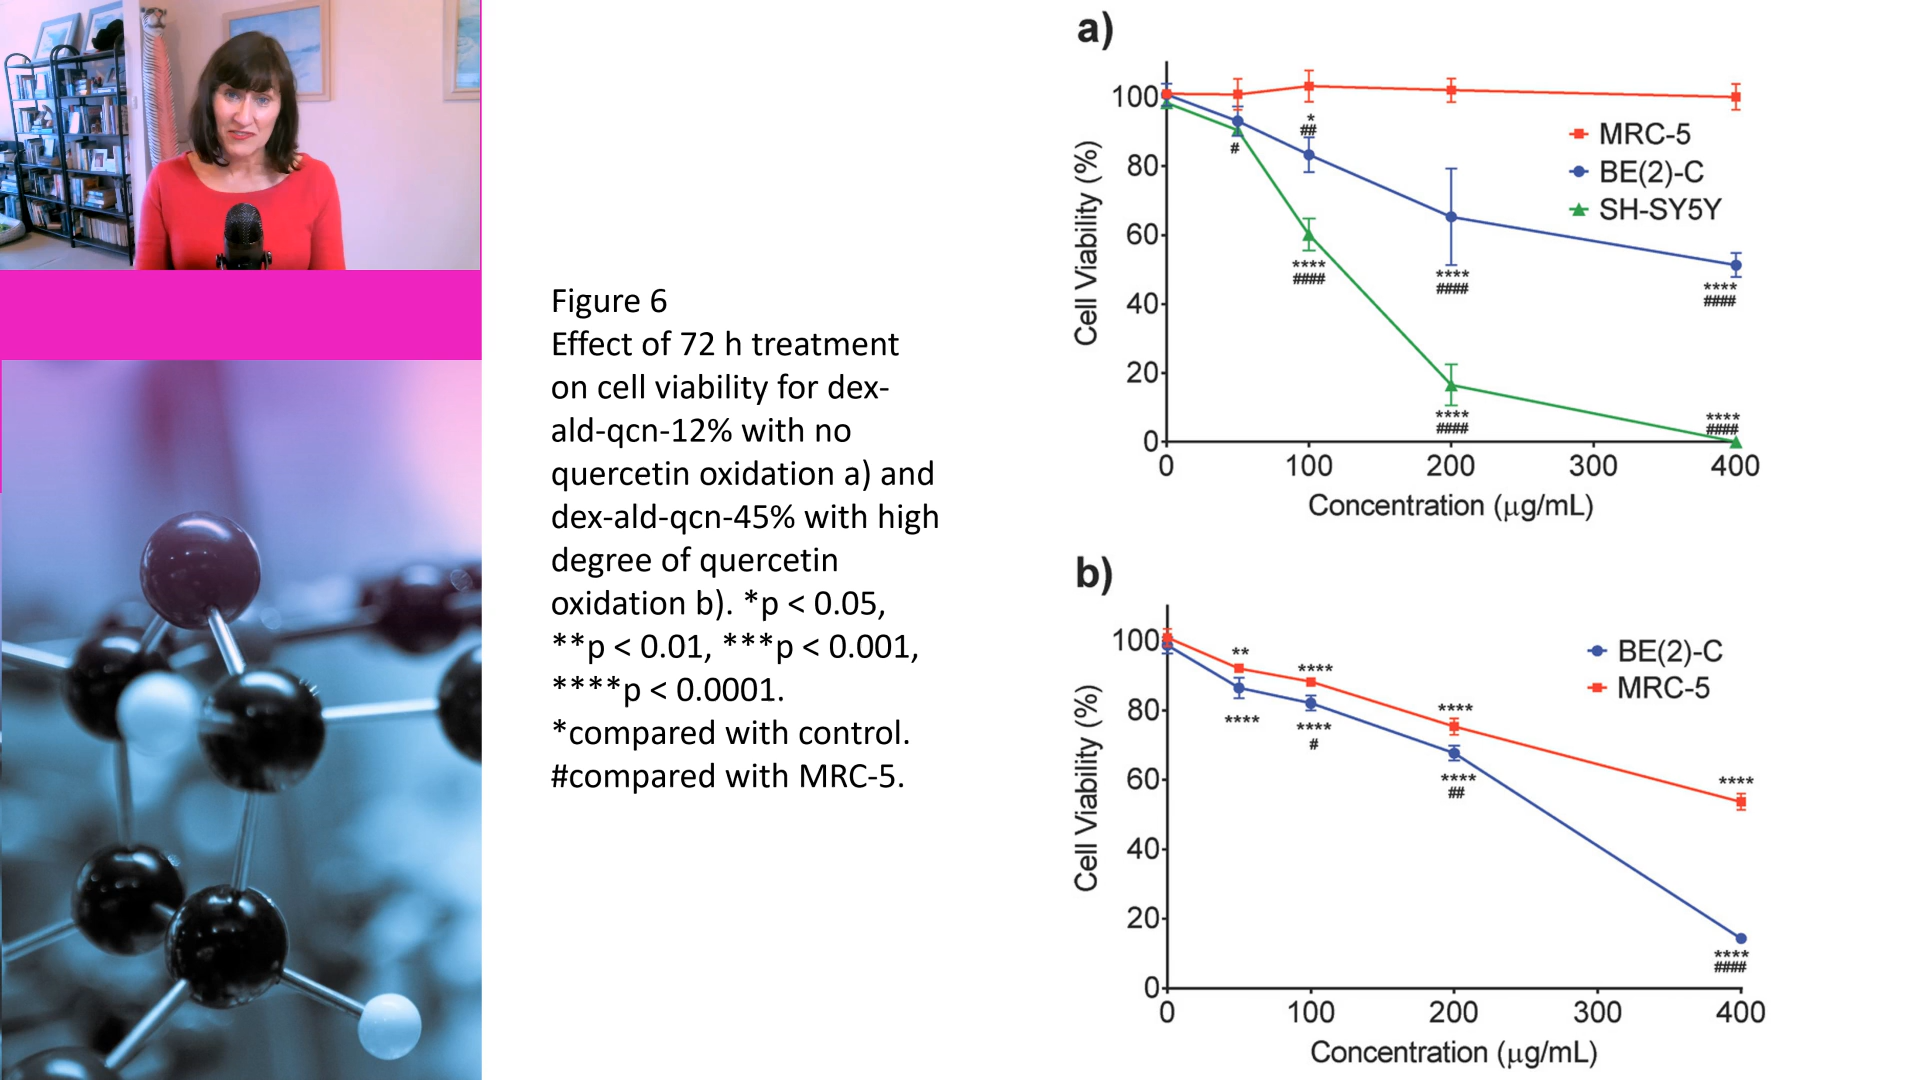 Figure 6
Effect of 72 h treatment
on cell viability for dex-
ald-qcn-12% with no
quercetin oxidation a) and
dex-ald-qcn-45% with high
degree of quercetin
oxidation b). *p < 0.05,
**p < 0.01, ***p < 0.001,
****p < 0.0001.
*compared with control.
#compared with MRC-5.
a)
Cell Viability (%)
100
80
60
40
20
0
MRC-5
BE(2)-C
SH-SY5Y
#
*
##
****
####
****
####
****
####
****
####
****
####
0 100 200 300 400
Concentration (μg/mL)
b)
Cell Viability (%)
100
80
60
40
20
0
BE(2)-C
MRC-5
**
****
****
****
****
****
#
****
##
****
####
0 100 200 300 400
Concentration (μg/mL)